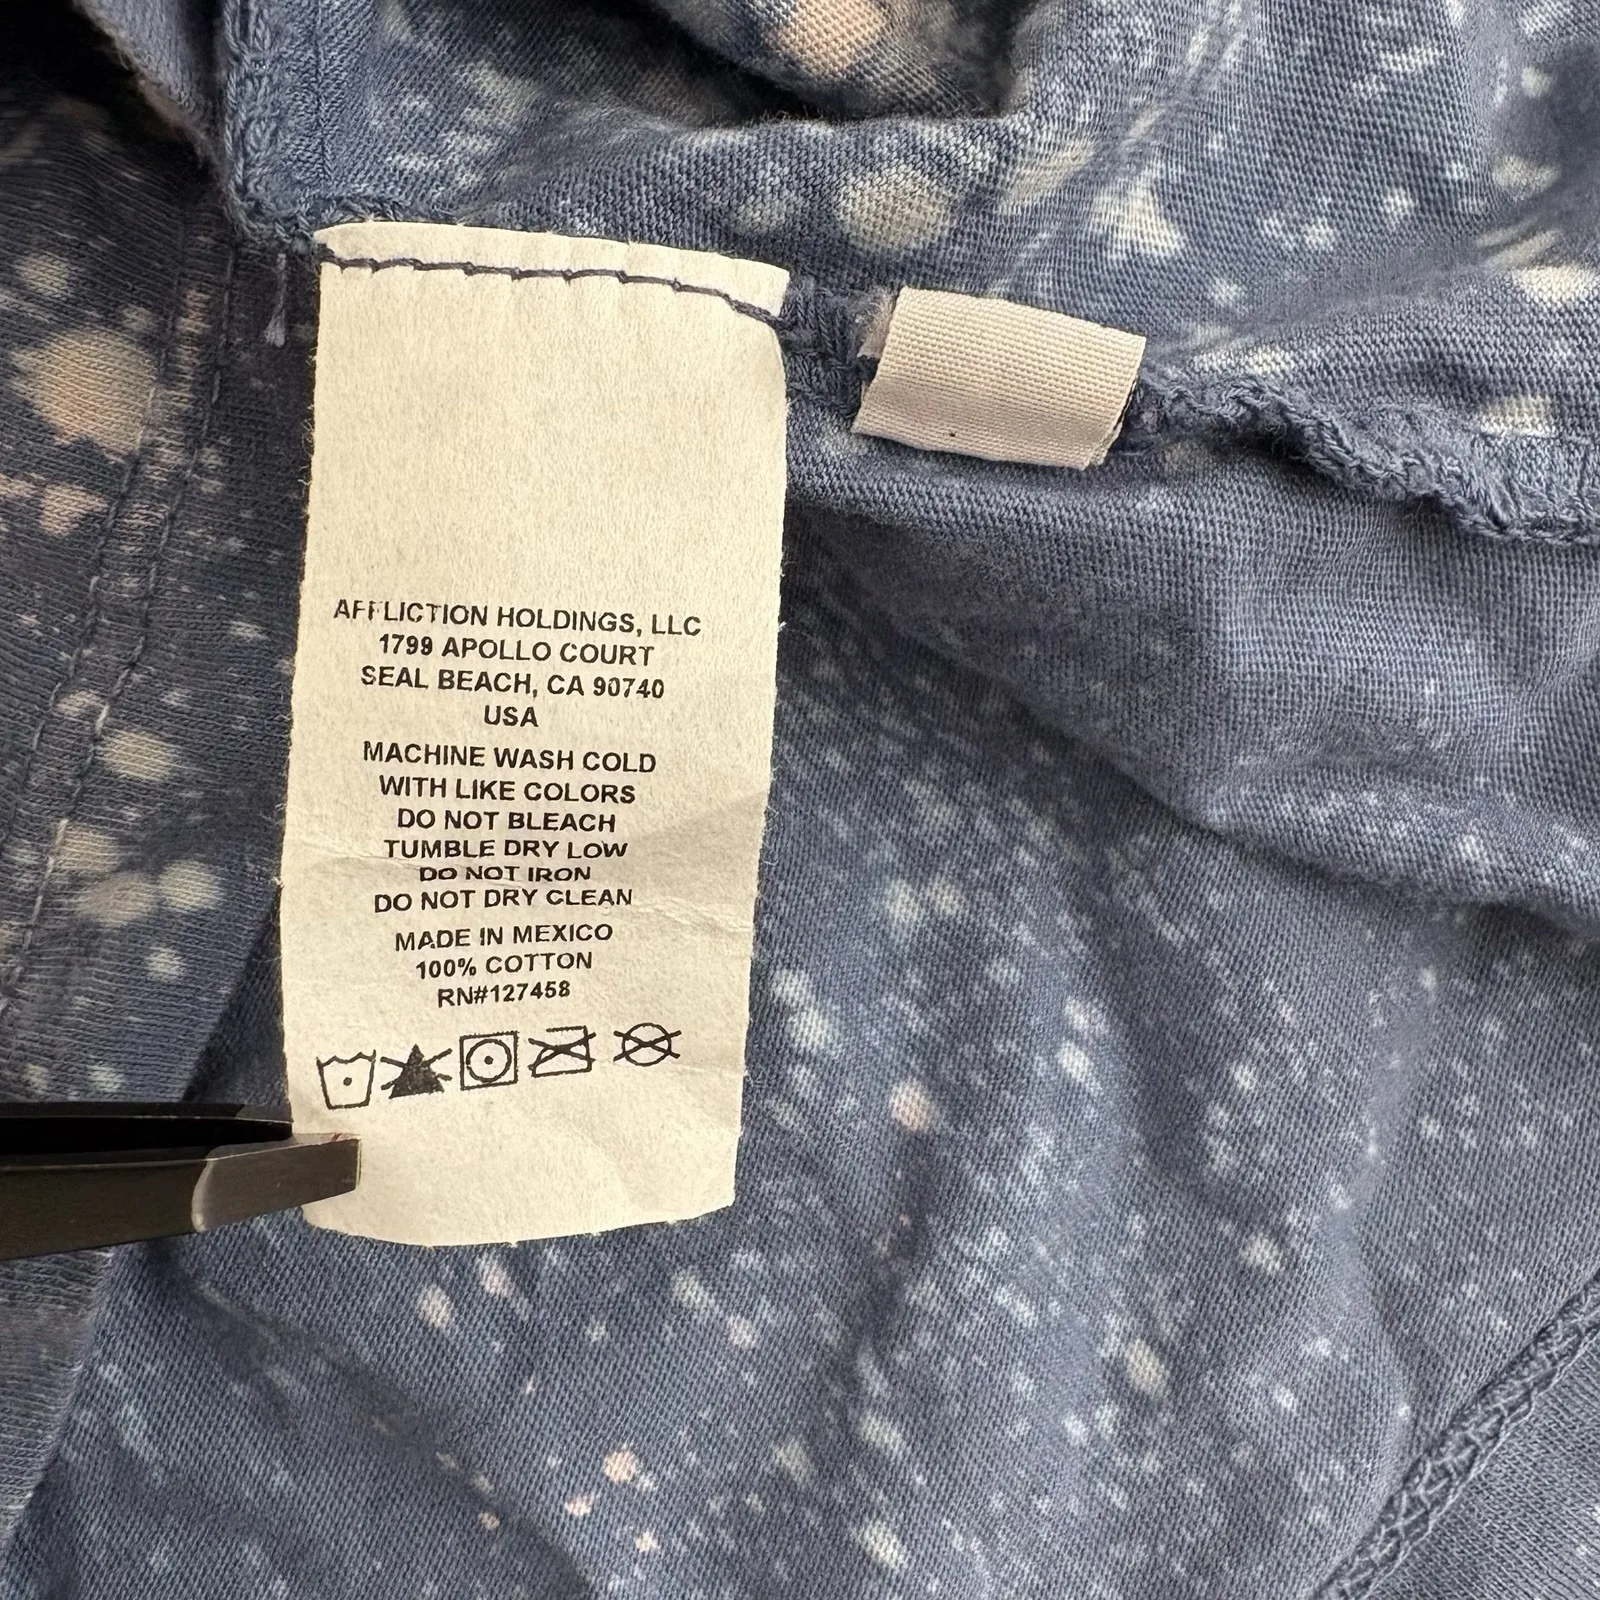 AFFLICTION HOLDINGS, LLC
1799 APOLLO COURT
SEAL BEACH, CA 90740
USA
MACHINE WASH COLD
WITH LIKE COLORS
DO NOT BLEACH
TUMBLE DRY LOW
DO NOT IRON
DO NOT DRY CLEAN
MADE IN MEXICO
100% COTTON
RN#127458